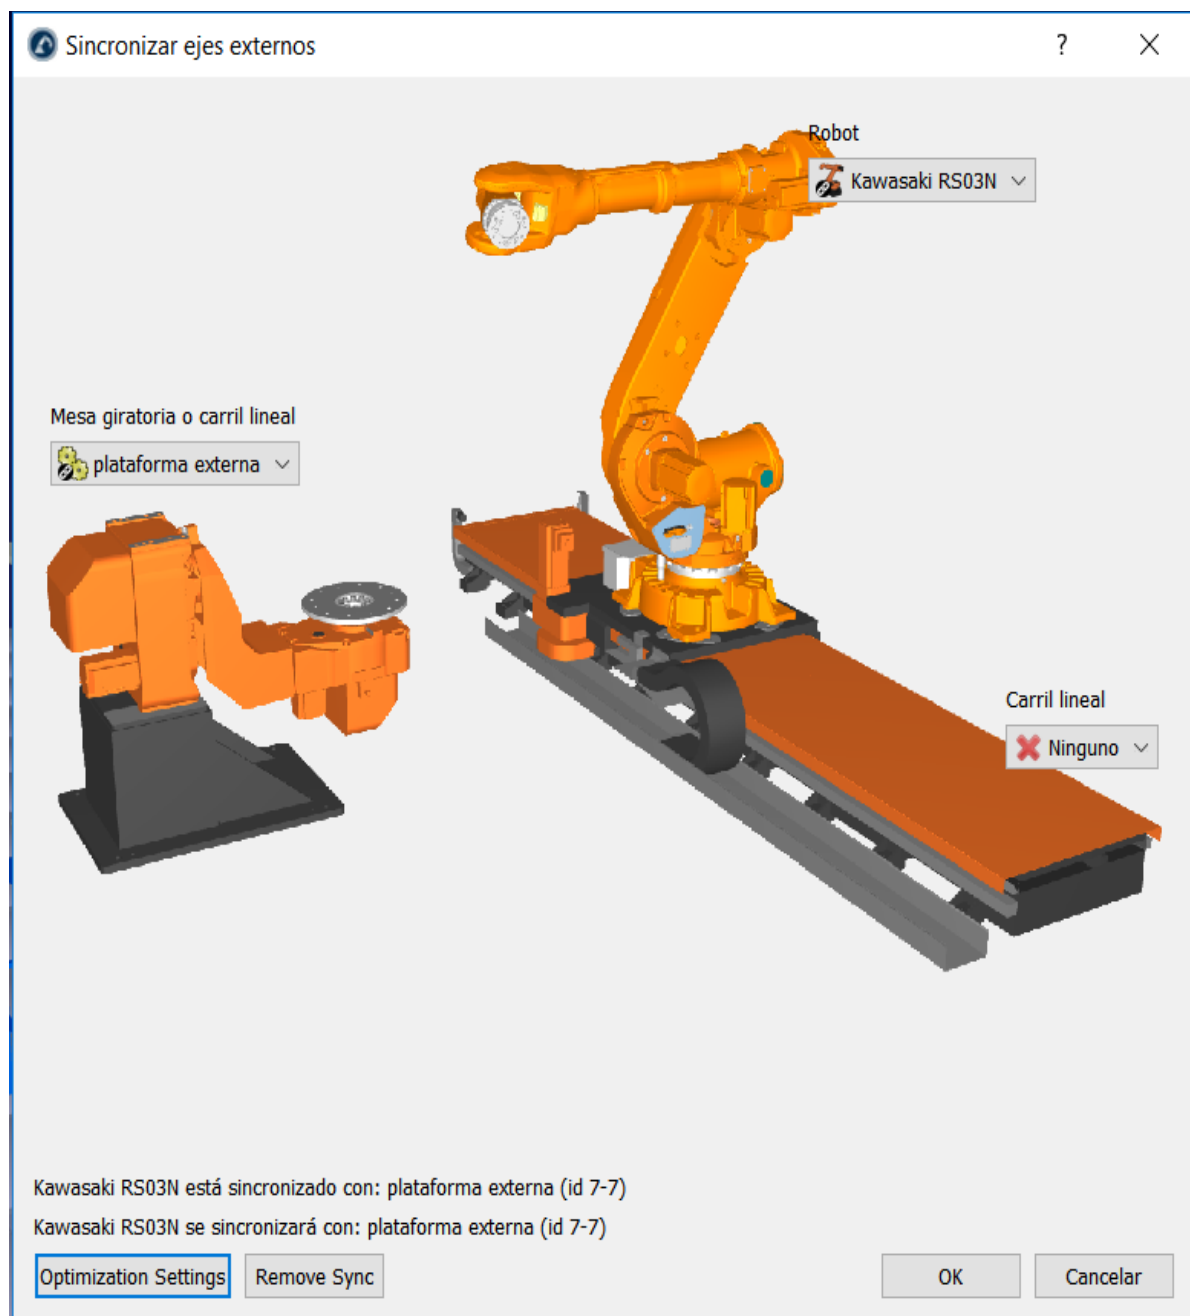 Sincronizar ejes externos
?
Robot
Kawasaki RS03N
Mesa giratoria o carril lineal
plataforma externa
Carril lineal
Ninguno
Kawasaki RS03N está sincronizado con: plataforma externa (id 7-7)
Kawasaki RS03N se sincronizará con: plataforma externa (id 7-7)
Optimization Settings Remove Sync OK Cancelar